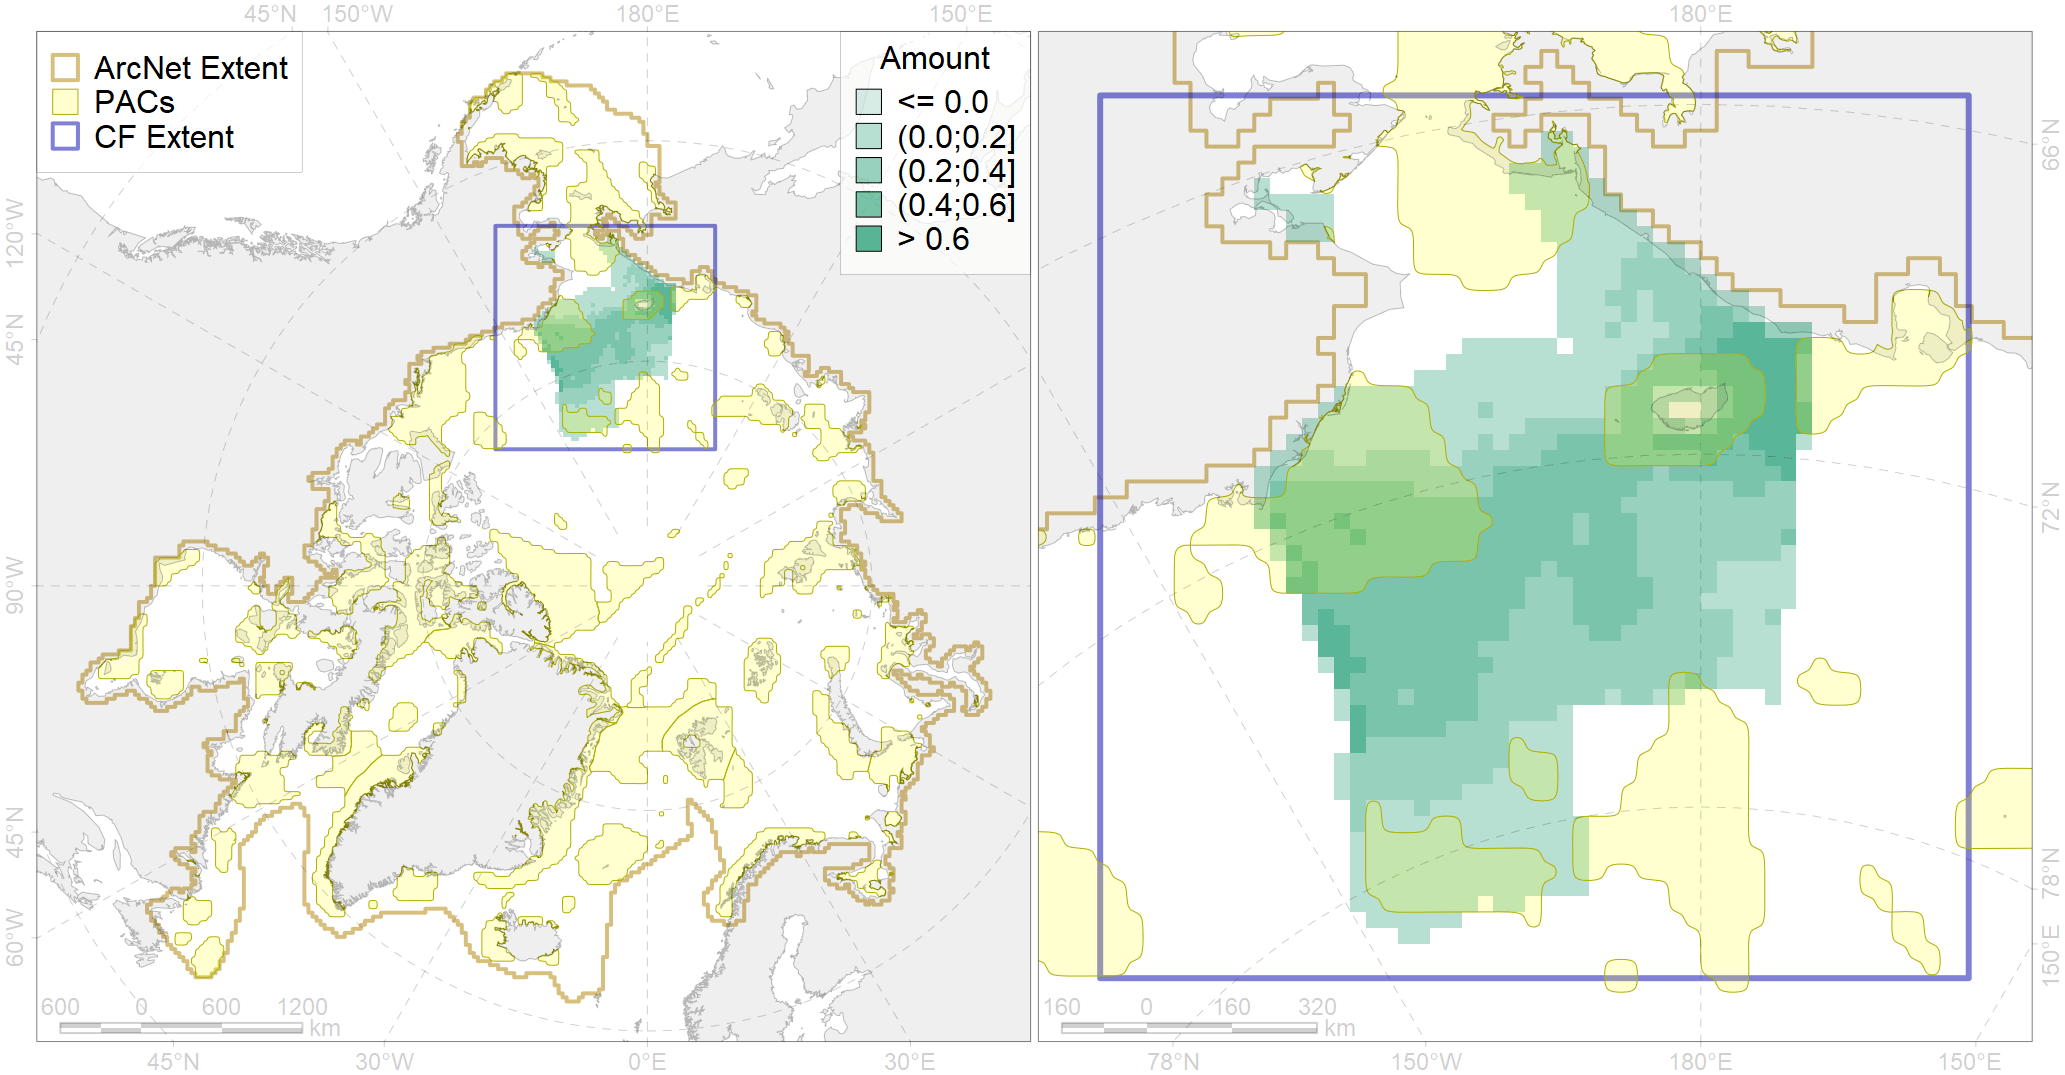 45°N 150°W 180°E 150°E 180°E
ArcNet Extent
PACs
CF Extent
Amount
<= 0.0
(0.0;0.2]
(0.2;0.4]
(0.4;0.6]
> 0.6
120°W
45°N
90°W
45°N
60°W
66°N
72°N
78°N
150°E
600 0 600 1200
km
160 0 160 320
km
45°N 30°W 0°E 30°E 78°N 150°W 180°E 150°E